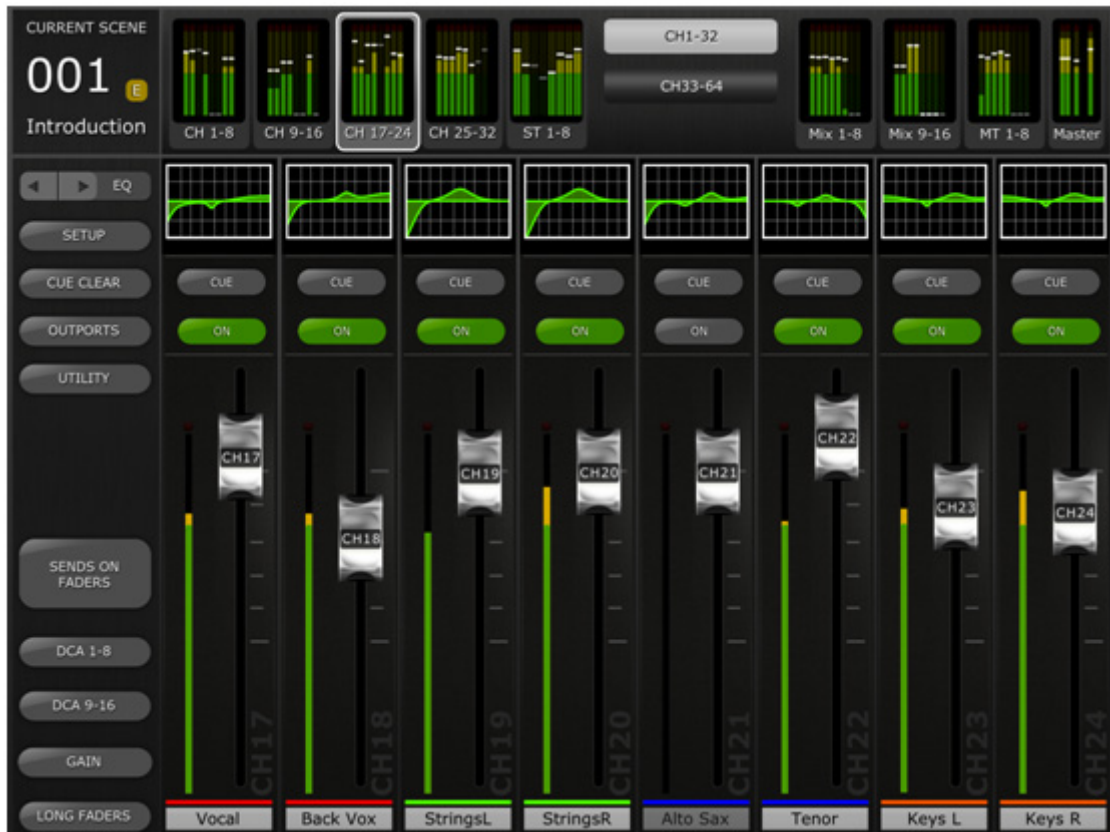 CURRENT SCENE
001 E
Introduction
CH 1-8
CH 9-16
CH 17-24
CH 25-32
ST 1-8
CH1-32
CH33-64
Mix 1-8
Mix 9-16
MT 1-8
Master
EQ
SETUP
CUE CLEAR
OUTPORTS
UTILITY
SENDS ON
FADERS
DCA 1-8
DCA 9-16
GAIN
LONG FADERS
CUE
CUE
CUE
CUE
CUE
CUE
CUE
CUE
ON
ON
ON
ON
ON
ON
ON
ON
CH17
CH18
CH19
CH20
CH21
CH22
CH23
CH24
CH17
CH18
CH19
CH20
CH21
CH22
CH23
CH24
Vocal
Back Vox
StringsL
StringsR
Alto Sax
Tenor
Keys L
Keys R